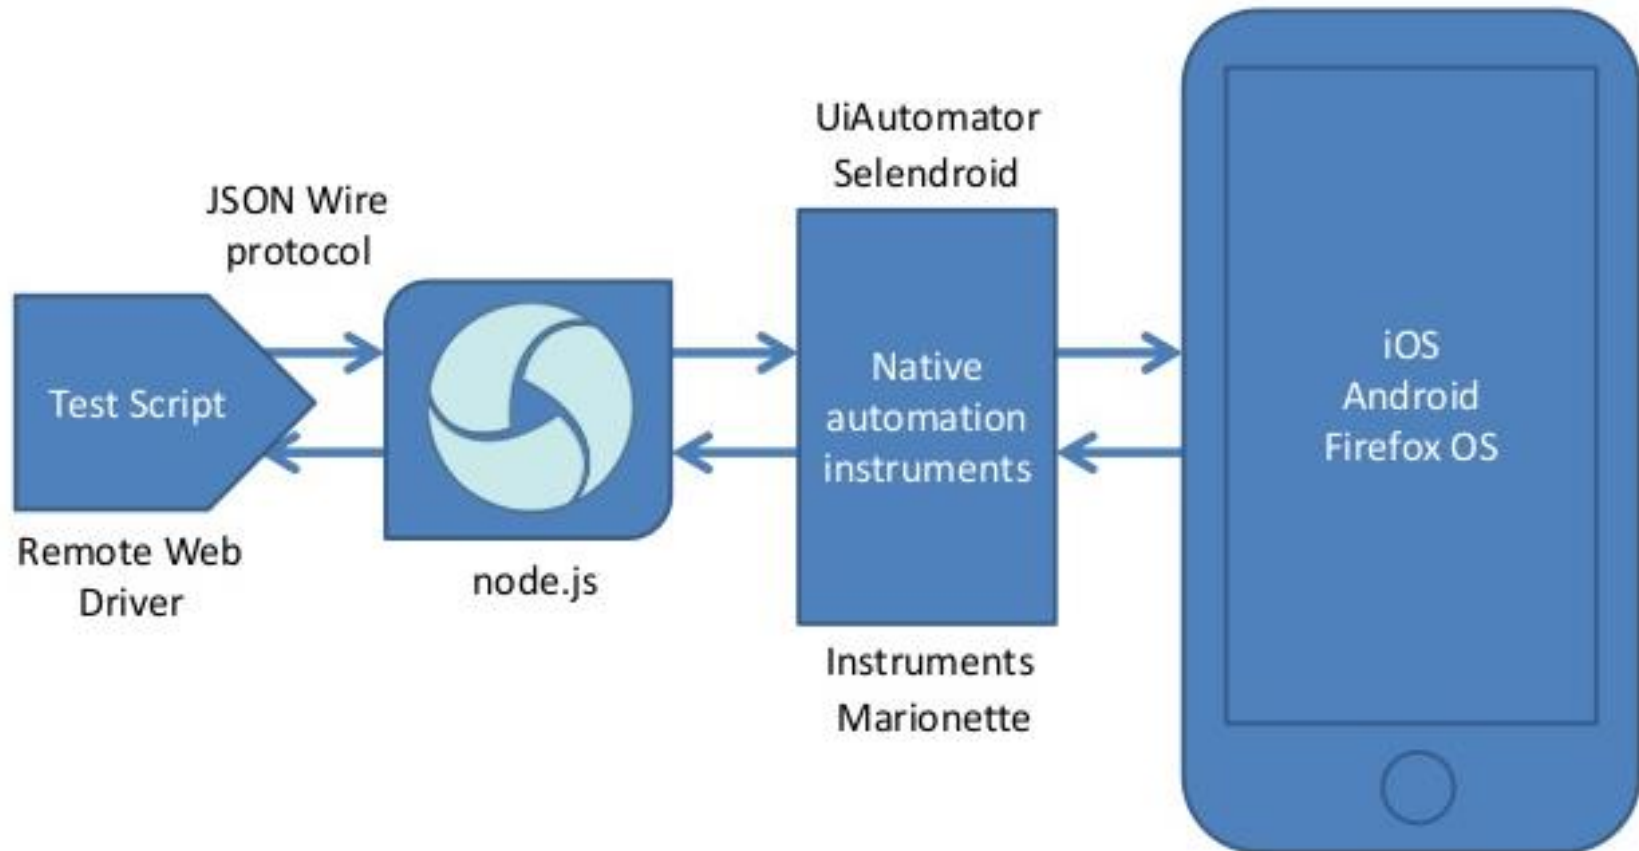 JSON Wire
protocol
Test Script
Remote Web
Driver
node.js
UiAutomator
Selendroid
Native
automation
instruments
Instruments
Marionette
iOS
Android
Firefox OS